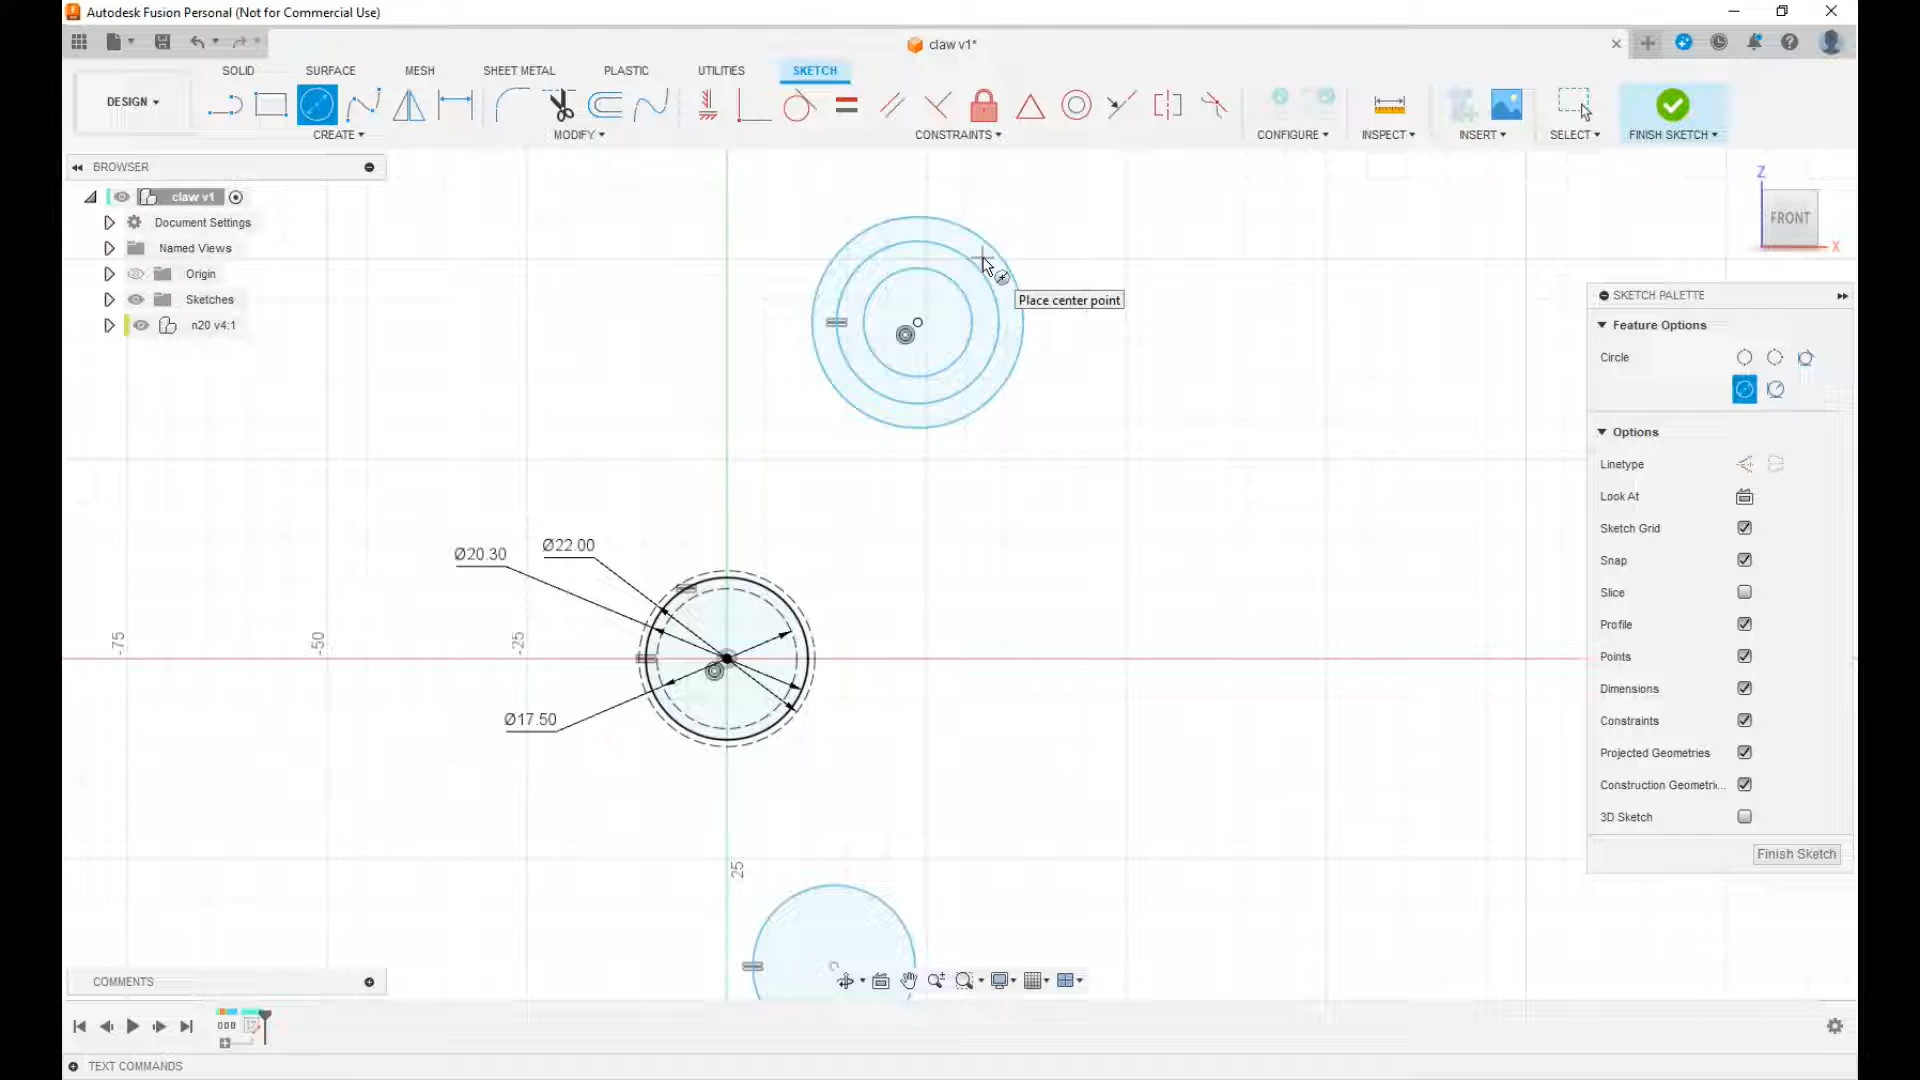 Autodesk Fusion Personal (Not for Commercial Use)
claw v1*
SOLID SURFACE MESH SHEET METAL PLASTIC UTILITIES SKETCH
DESIGN
CREATE MODIFY CONSTRAINTS CONFIGURE INSPECT INSERT SELECT FINISH SKETCH
BROWSER
claw v1
Document Settings
Named Views
Origin
Sketches
n20 v4:1
Z
FRONT
X
Place center point
SKETCH PALETTE
Feature Options
Circle
Options
Linetype
Look At
Sketch Grid
Snap
Slice
Profile
Points
Dimensions
Constraints
Projected Geometries
Construction Geometri...
3D Sketch
Finish Sketch
Ø20.30
Ø22.00
-75
-50
-25
Ø17.50
25
COMMENTS
TEXT COMMANDS